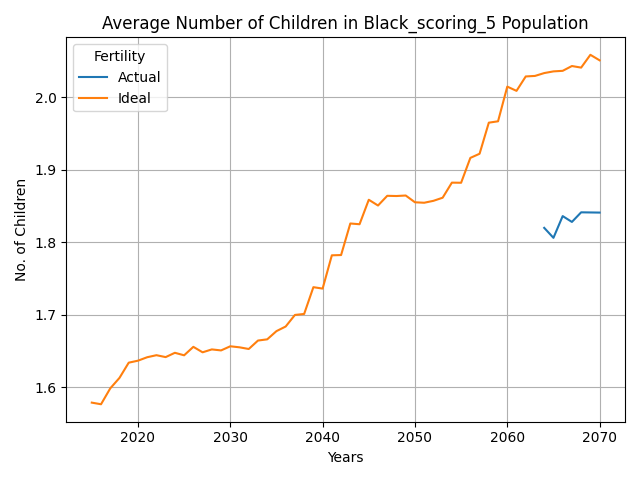 Average Number of Children in Black_scoring_5 Population
Fertility
Actual
Ideal
No. of Children
2.0
1.9
1.8
1.7
1.6
2020 2030 2040 2050 2060 2070
Years